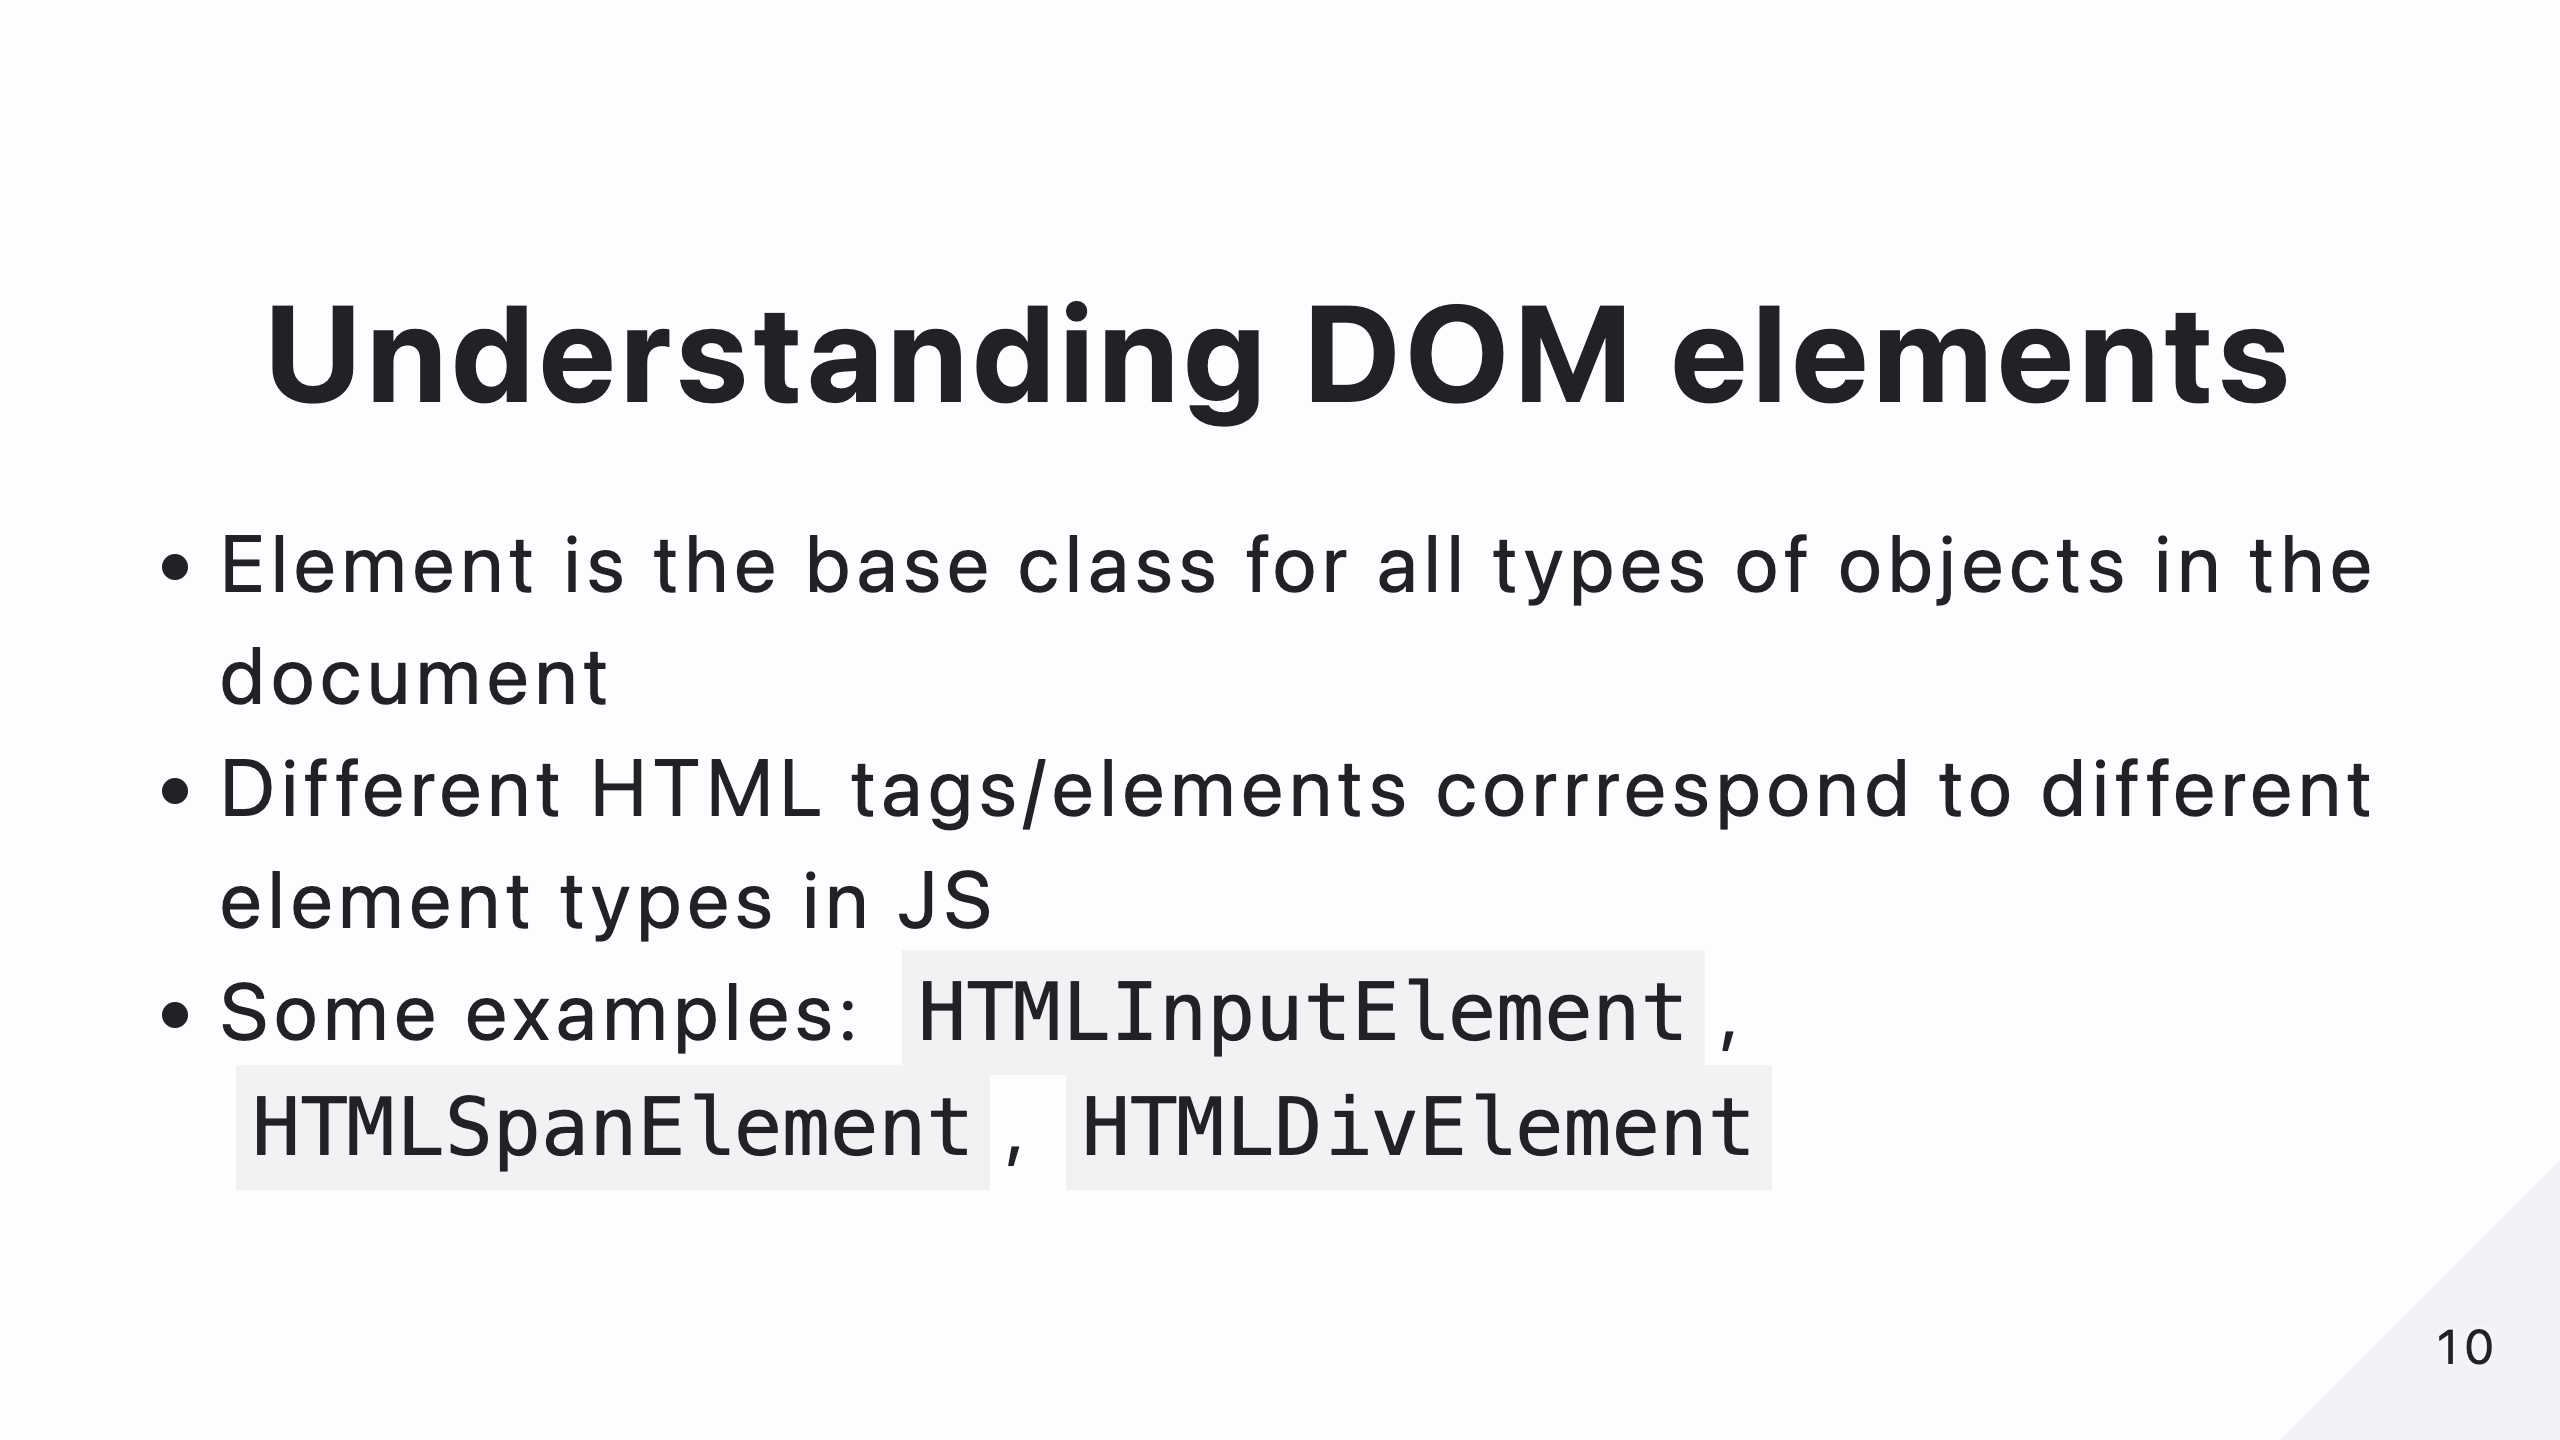 Understanding DOM elements
• Element is the base class for all types of objects in the
document
• Different HTML tags/elements corrrespond to different
element types in JS
• Some examples: HTMLInputElement,
HTMLSpanElement, HTMLDivElement
10